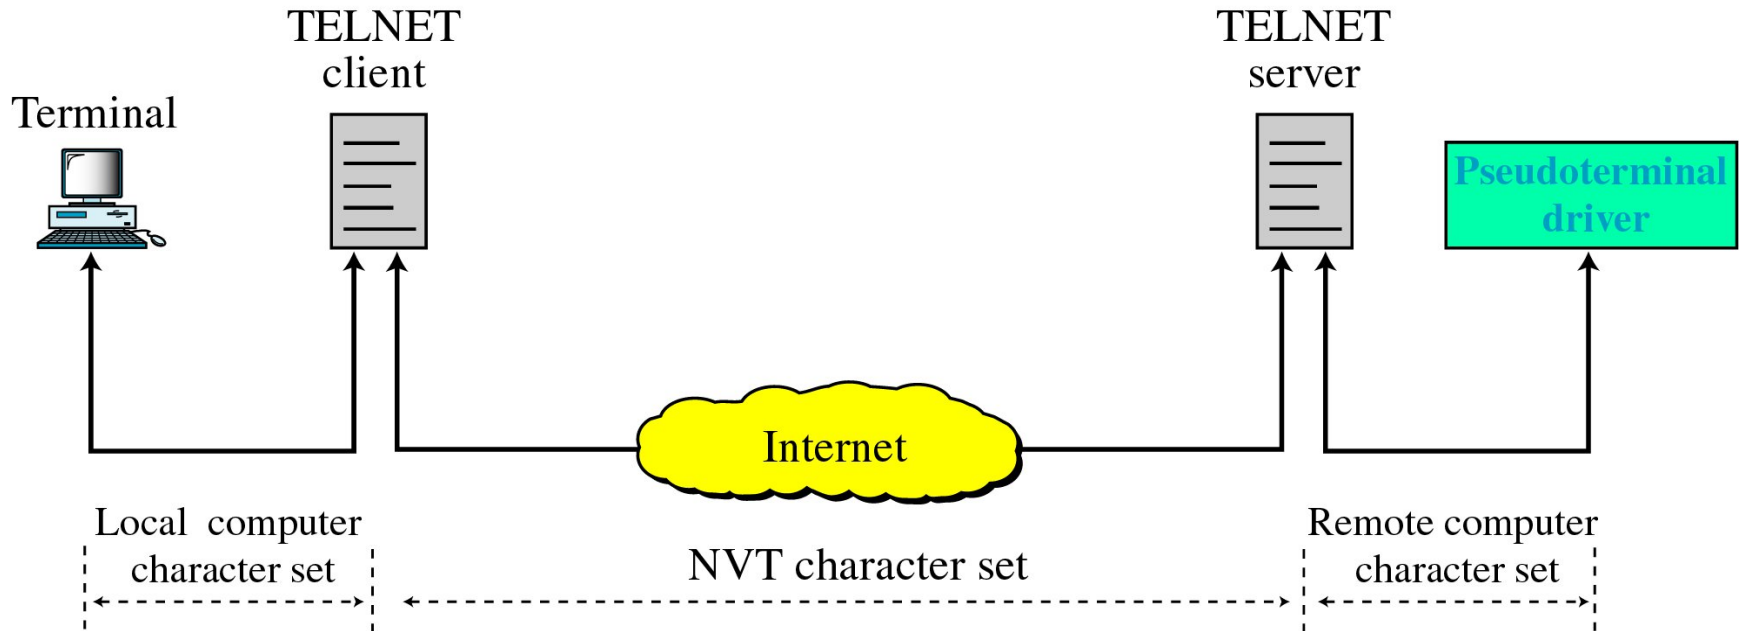 TELNET
client
TELNET
server
Terminal
Pseudoterminal
driver
Internet
Local computer
character set
NVT character set
Remote computer
character set